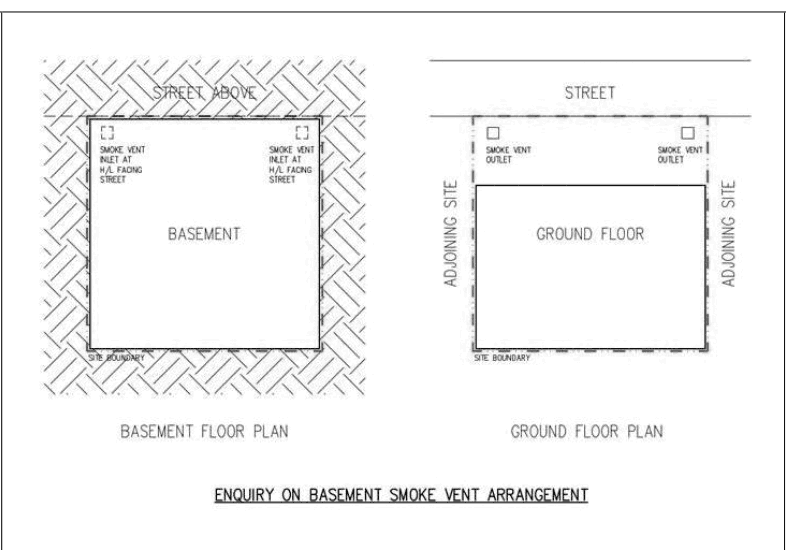 STREET ABOVE
SMOKE VENT
INLET AT
H/L FACING
STREET
SMOKE VENT
INLET AT
H/L FACING
STREET
BASEMENT
SITE BOUNDARY
BASEMENT FLOOR PLAN
STREET
SMOKE VENT
OUTLET
SMOKE VENT
OUTLET
ADJOINING SITE
GROUND FLOOR
ADJOINING SITE
SITE BOUNDARY
GROUND FLOOR PLAN
ENQUIRY ON BASEMENT SMOKE VENT ARRANGEMENT